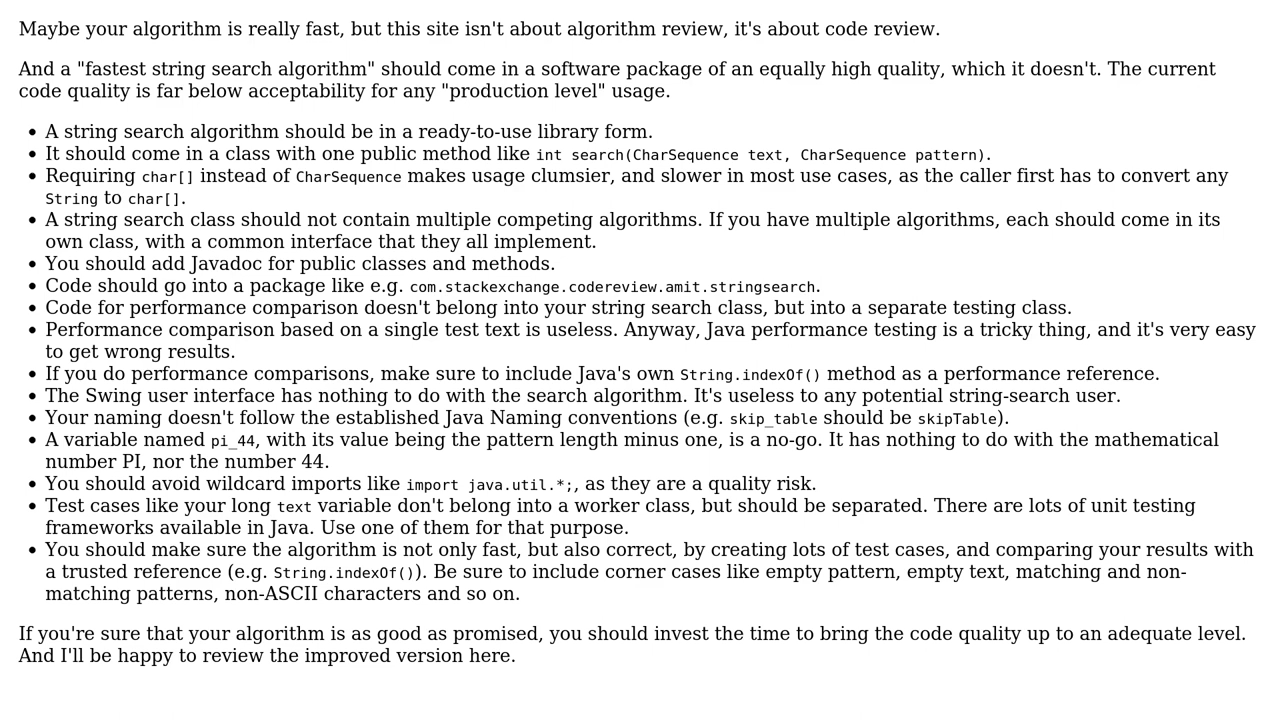 Maybe your algorithm is really fast, but this site isn't about algorithm review, it's about code review.
And a "fastest string search algorithm" should come in a software package of an equally high quality, which it doesn't. The current
code quality is far below acceptability for any "production level" usage.
• A string search algorithm should be in a ready-to-use library form.
• It should come in a class with one public method like int search(CharSequence text, CharSequence pattern).
• Requiring char[] instead of CharSequence makes usage clumsier, and slower in most use cases, as the caller first has to convert any
String to char[].
• A string search class should not contain multiple competing algorithms. If you have multiple algorithms, each should come in its
own class, with a common interface that they all implement.
• You should add Javadoc for public classes and methods.
• Code should go into a package like e.g. com.stackexchange.codereview.amit.stringsearch.
• Code for performance comparison doesn't belong into your string search class, but into a separate testing class.
• Performance comparison based on a single test text is useless. Anyway, Java performance testing is a tricky thing, and it's very easy
to get wrong results.
• If you do performance comparisons, make sure to include Java's own String.indexOf() method as a performance reference.
• The Swing user interface has nothing to do with the search algorithm. It's useless to any potential string-search user.
• Your naming doesn't follow the established Java Naming conventions (e.g. skip_table should be skipTable).
• A variable named pi_44, with its value being the pattern length minus one, is a no-go. It has nothing to do with the mathematical
number PI, nor the number 44.
• You should avoid wildcard imports like import java.util.*;, as they are a quality risk.
• Test cases like your long text variable don't belong into a worker class, but should be separated. There are lots of unit testing
frameworks available in Java. Use one of them for that purpose.
• You should make sure the algorithm is not only fast, but also correct, by creating lots of test cases, and comparing your results with
a trusted reference (e.g. String.indexOf()). Be sure to include corner cases like empty pattern, empty text, matching and non-
matching patterns, non-ASCII characters and so on.
If you're sure that your algorithm is as good as promised, you should invest the time to bring the code quality up to an adequate level.
And I'll be happy to review the improved version here.